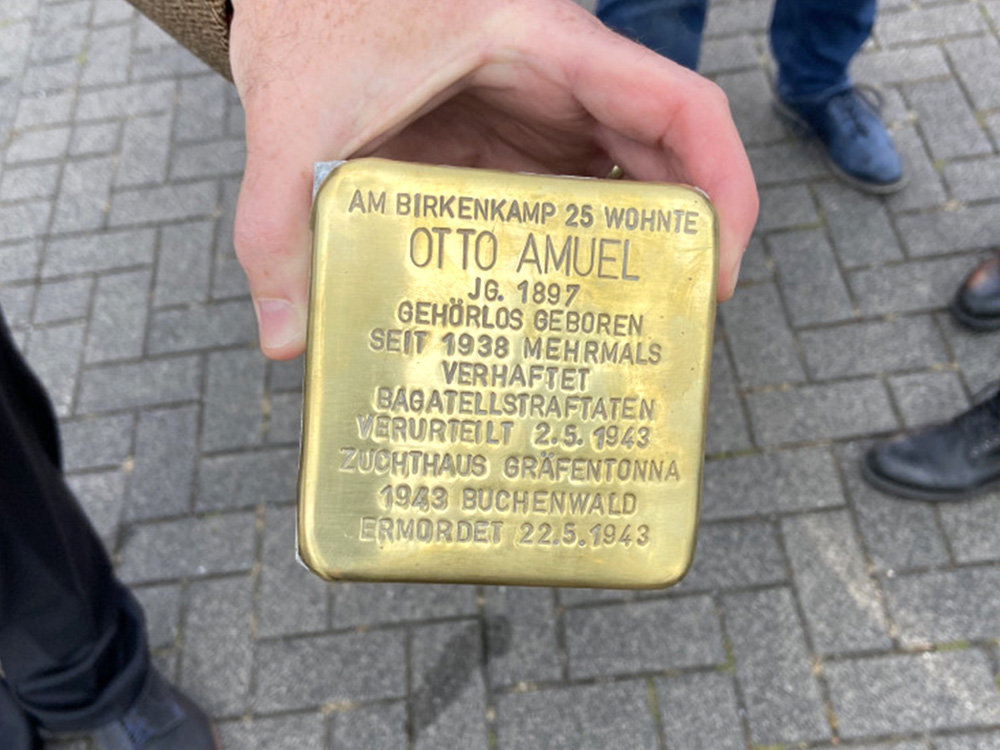 AM BIRKENKAMP 25 WOHNTE
OTTO AMUEL
JG. 1897
GEHÖRLOS GEBOREN
SEIT 1938 MEHRMALS
VERHAFTET
BAGATELLSTRAFTATEN
VERURTEILT 2.5.1943
ZUCHTHAUS GRÄFENTONNA
1943 BUCHENWALD
ERMORDET 22.5.1943